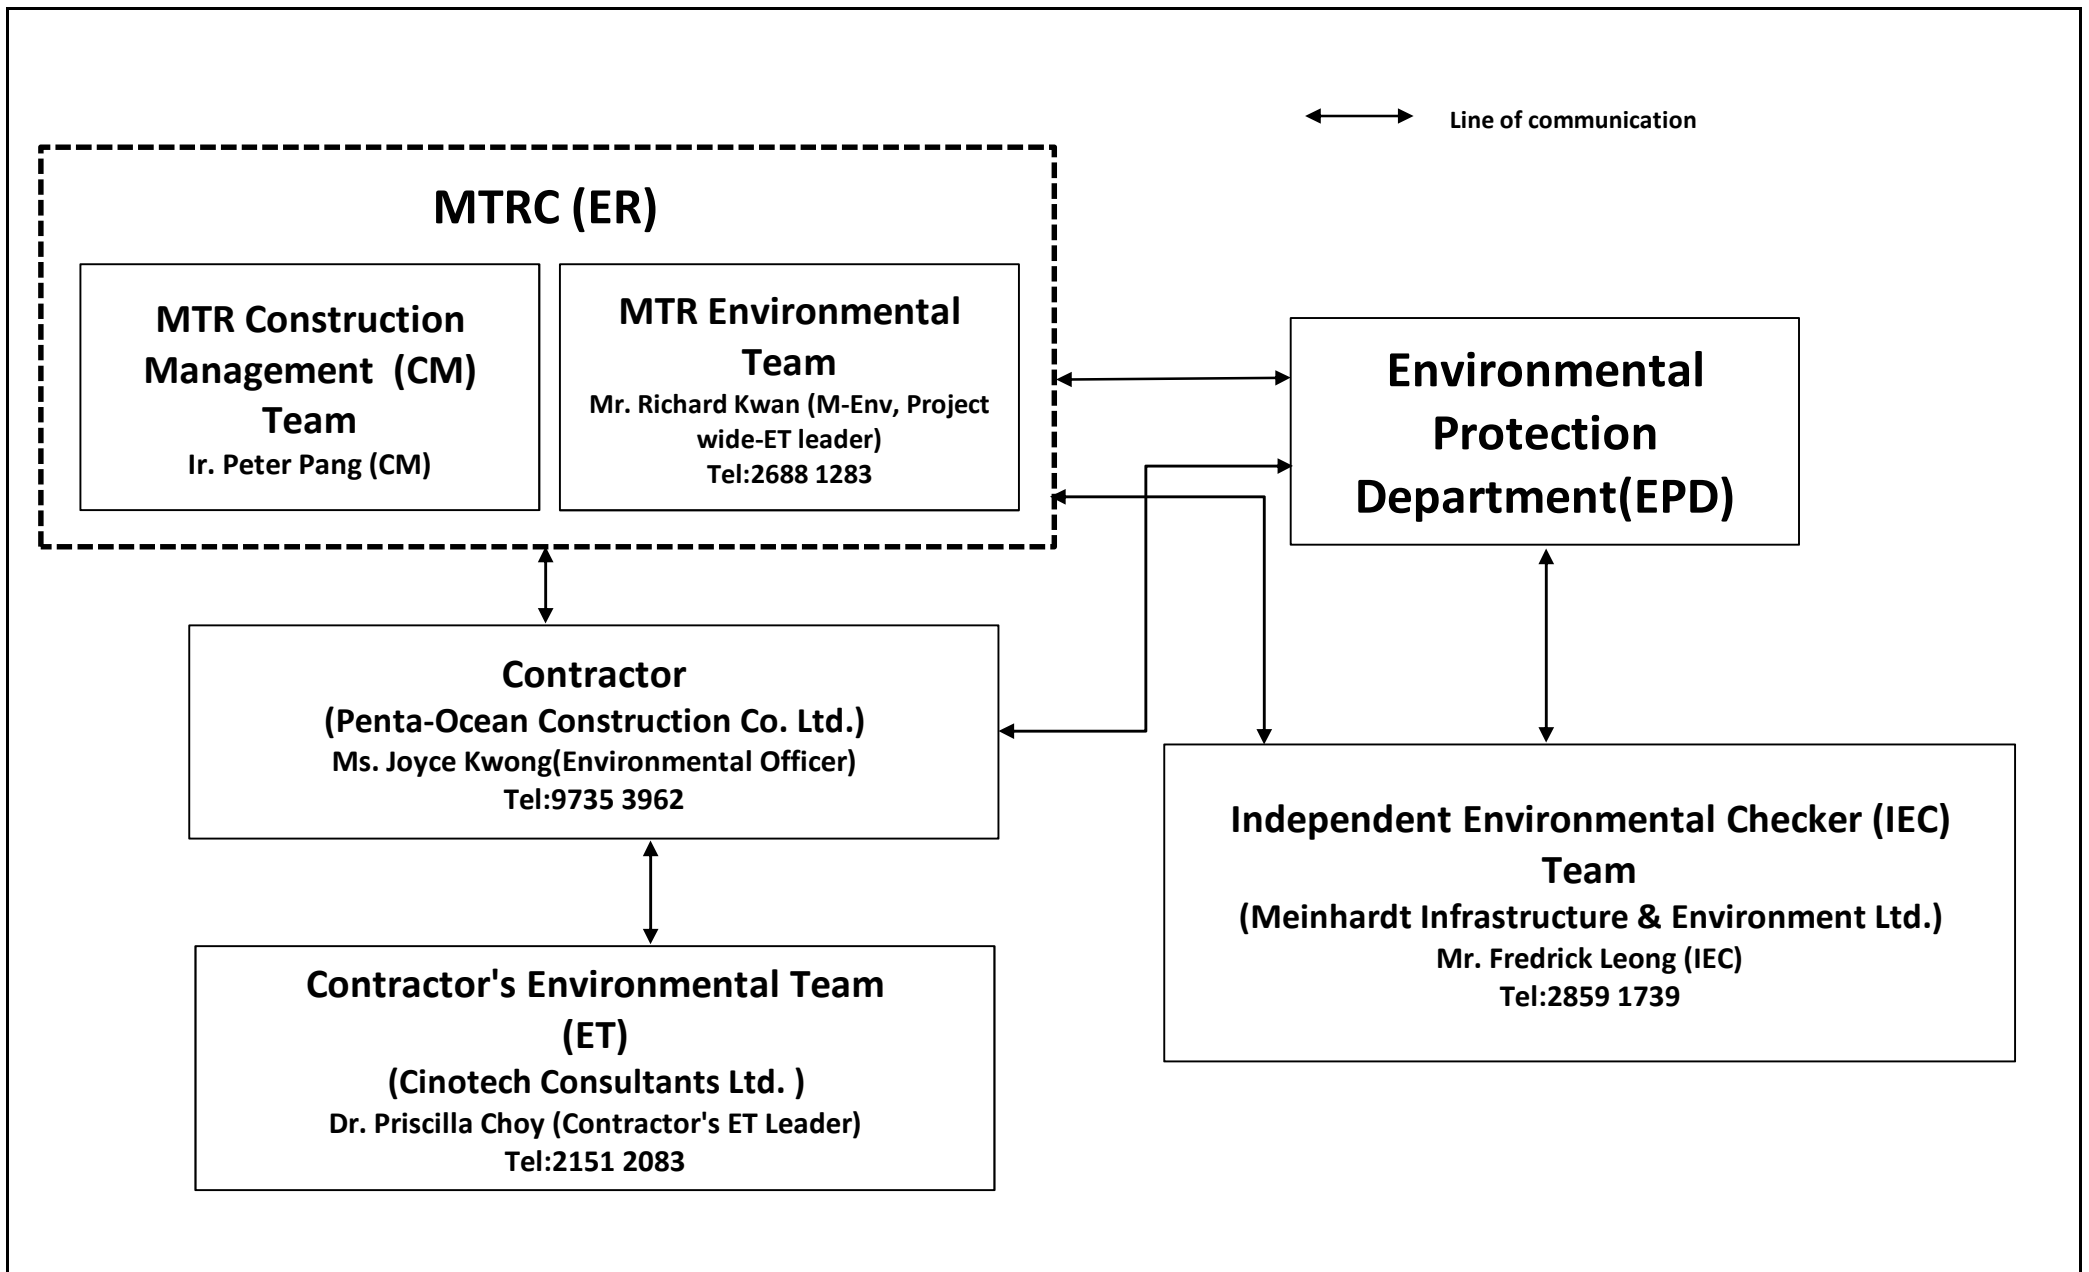 Line of communication
MTRC (ER)
MTR Construction
Management (CM)
Team
Ir. Peter Pang (CM)
MTR Environmental
Team
Mr. Richard Kwan (M-Env, Project
wide-ET leader)
Tel:2688 1283
Environmental
Protection
Department(EPD)
Contractor
(Penta-Ocean Construction Co. Ltd.)
Ms. Joyce Kwong(Environmental Officer)
Tel:9735 3962
Independent Environmental Checker (IEC)
Team
(Meinhardt Infrastructure & Environment Ltd.)
Mr. Fredrick Leong (IEC)
Tel:2859 1739
Contractor's Environmental Team
(ET)
(Cinotech Consultants Ltd. )
Dr. Priscilla Choy (Contractor's ET Leader)
Tel:2151 2083